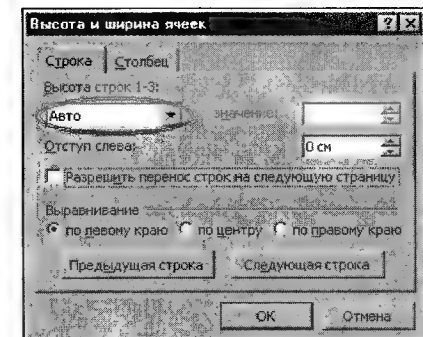 Высота и ширина ячеек
Строка Столбец
Высота строк 1-3:
Авто значение:
Отступ слева: 0 см
Разрешить перенос строк на следующую страницу
Выравнивание
по левому краю по центру по правому краю
Предыдущая строка Следующая строка
ОК Отмена